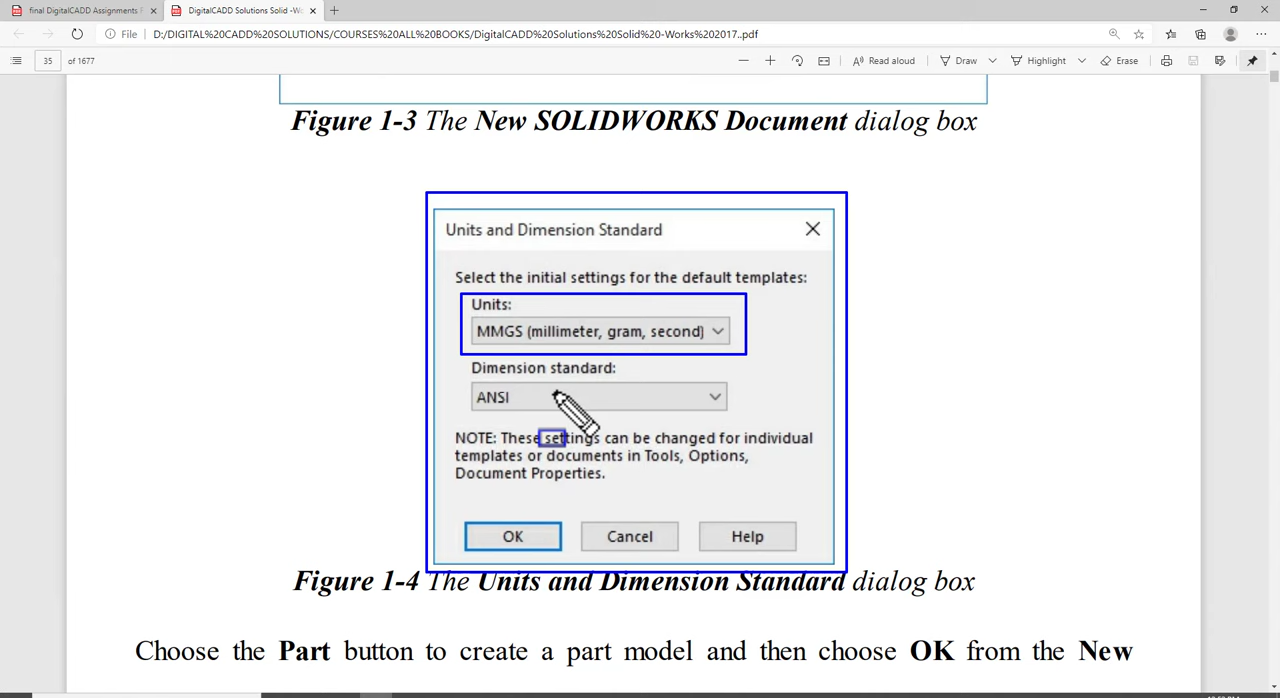 final DigitalCADD Assignments
DigitalCADD Solutions Solid -Wo
File
D:/DIGITAL%20CADD%20SOLUTIONS/COURSES%20ALL%20BOOKS/DigitalCADD%20Solutions%20Solid%20-Works%202017..pdf
35 of 1677
Read aloud
Draw
Highlight
Erase
Figure 1-3 The New SOLIDWORKS Document dialog box
Units and Dimension Standard
Select the initial settings for the default templates:
Units:
MMGS (millimeter, gram, second)
Dimension standard:
ANSI
NOTE: These settings can be changed for individual
templates or documents in Tools, Options,
Document Properties.
OK Cancel Help
Figure 1-4 The Units and Dimension Standard dialog box
Choose the Part button to create a part model and then choose OK from the New